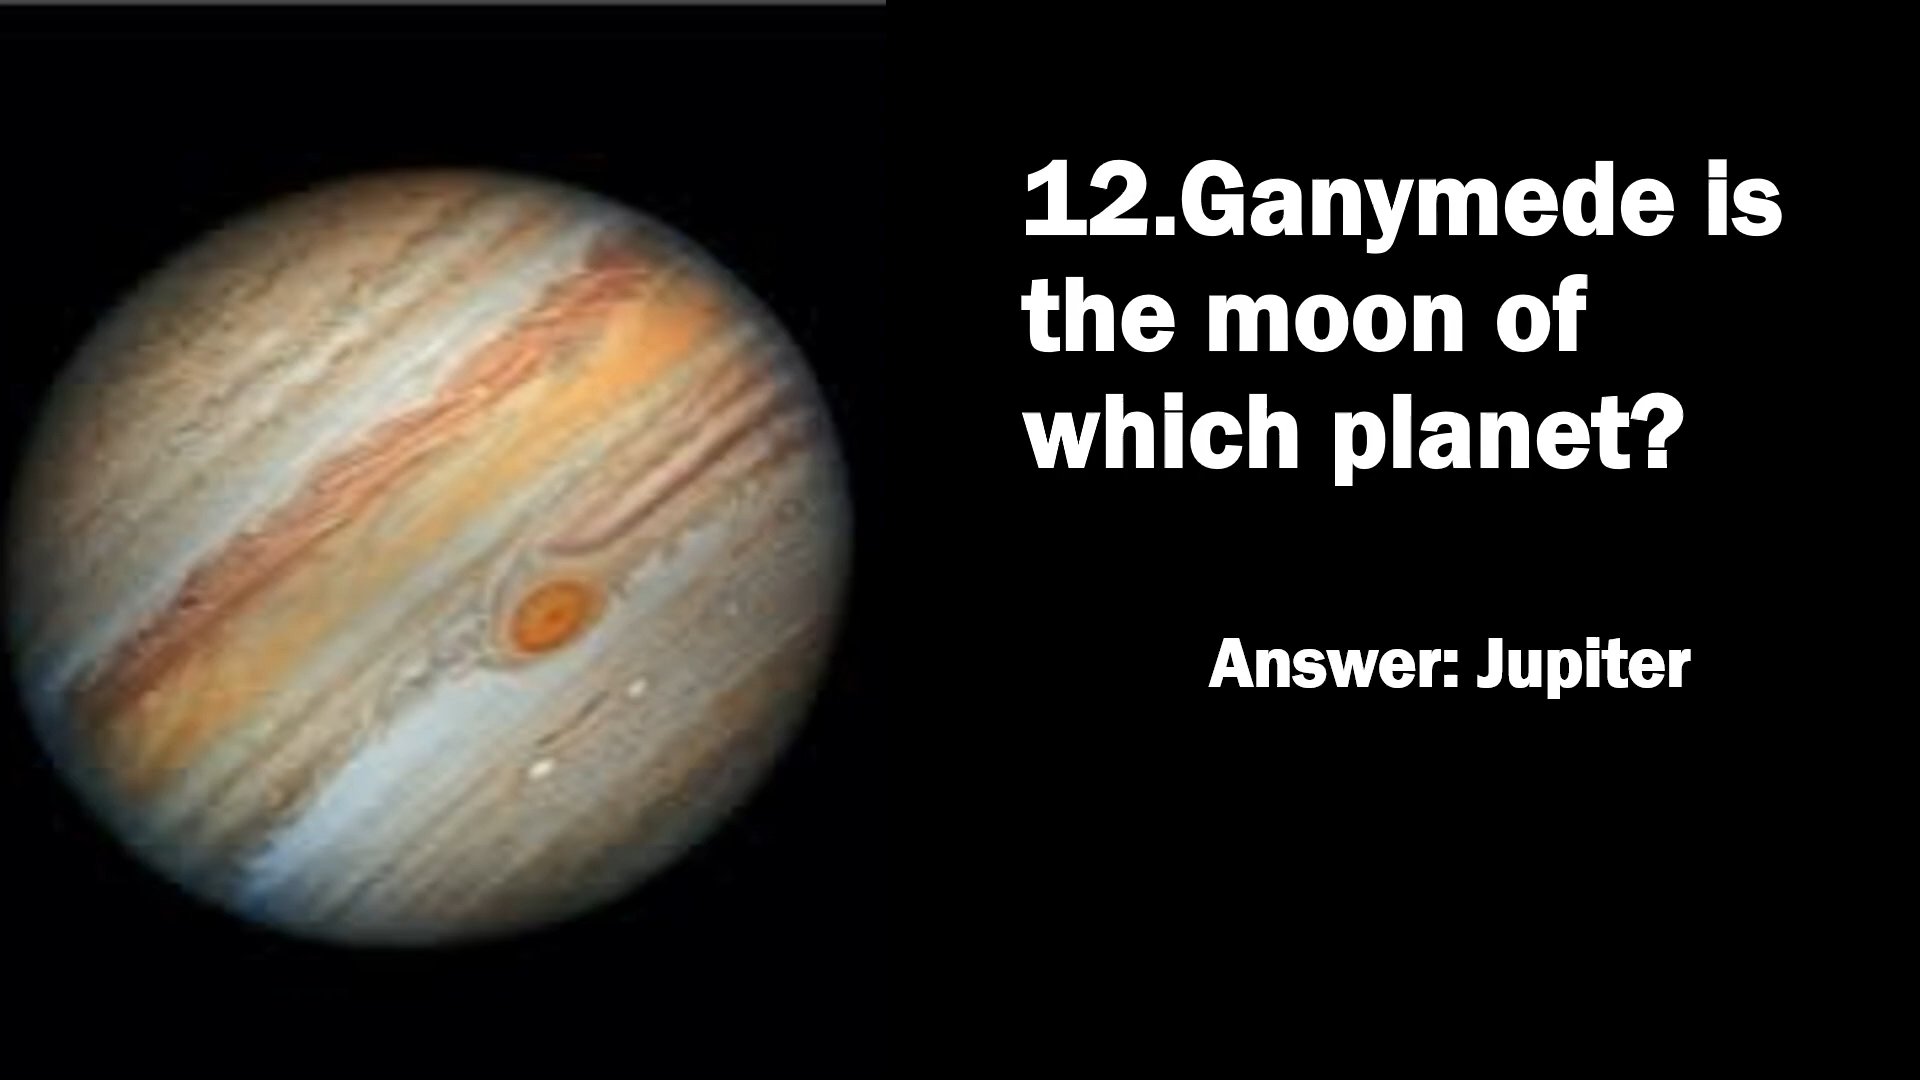 12.Ganymede is
the moon of
which planet?
Answer: Jupiter